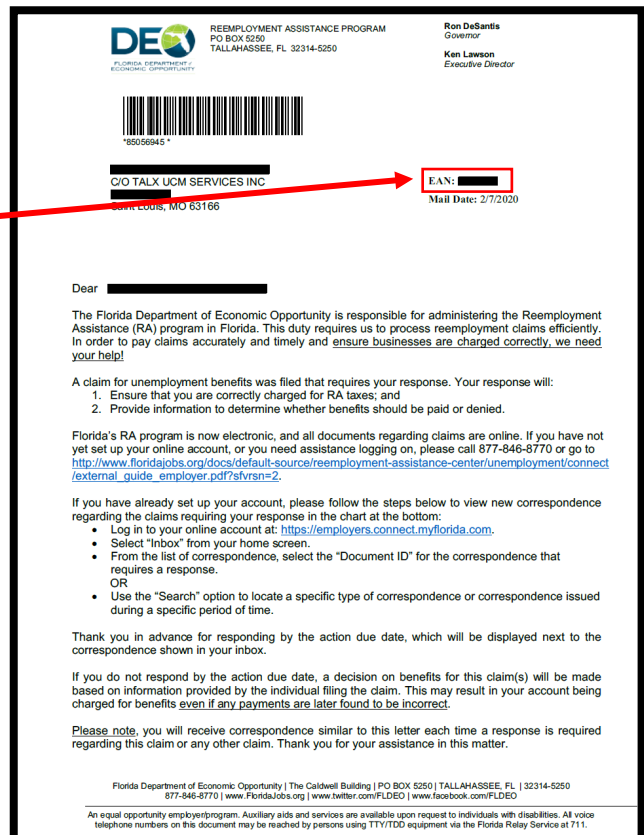 DEO
FLORIDA DEPARTMENT of
ECONOMIC OPPORTUNITY
REEMPLOYMENT ASSISTANCE PROGRAM
PO BOX 5250
TALLAHASSEE, FL 32314-5250
Ron DeSantis
Governor
Ken Lawson
Executive Director
*85056945 *
C/O TALX UCM SERVICES INC
Saint Louis, MO 63166
EAN:
Mail Date: 2/7/2020
Dear
The Florida Department of Economic Opportunity is responsible for administering the Reemployment
Assistance (RA) program in Florida. This duty requires us to process reemployment claims efficiently.
In order to pay claims accurately and timely and ensure businesses are charged correctly, we need
your help!
A claim for unemployment benefits was filed that requires your response. Your response will:
1. Ensure that you are correctly charged for RA taxes; and
2. Provide information to determine whether benefits should be paid or denied.
Florida's RA program is now electronic, and all documents regarding claims are online. If you have not
yet set up your online account, or you need assistance logging on, please call 877-846-8770 or go to
http://www.floridajobs.org/docs/default-source/reemployment-assistance-center/unemployment/connect
/external_guide_employer.pdf?sfvrsn=2.
If you have already set up your account, please follow the steps below to view new correspondence
regarding the claims requiring your response in the chart at the bottom:
• Log in to your online account at: https://employers.connect.myflorida.com.
• Select "Inbox" from your home screen.
• From the list of correspondence, select the "Document ID" for the correspondence that
requires a response.
OR
• Use the "Search" option to locate a specific type of correspondence or correspondence issued
during a specific period of time.
Thank you in advance for responding by the action due date, which will be displayed next to the
correspondence shown in your inbox.
If you do not respond by the action due date, a decision on benefits for this claim(s) will be made
based on information provided by the individual filing the claim. This may result in your account being
charged for benefits even if any payments are later found to be incorrect.
Please note, you will receive correspondence similar to this letter each time a response is required
regarding this claim or any other claim. Thank you for your assistance in this matter.
Florida Department of Economic Opportunity | The Caldwell Building | PO BOX 5250 | TALLAHASSEE, FL | 32314-5250
877-846-8770 | www.FloridaJobs.org | www.twitter.com/FLDEO | www.facebook.com/FLDEO
An equal opportunity employer/program. Auxiliary aids and services are available upon request to individuals with disabilities. All voice
telephone numbers on this document may be reached by persons using TTY/TDD equipment via the Florida Relay Service at 711.